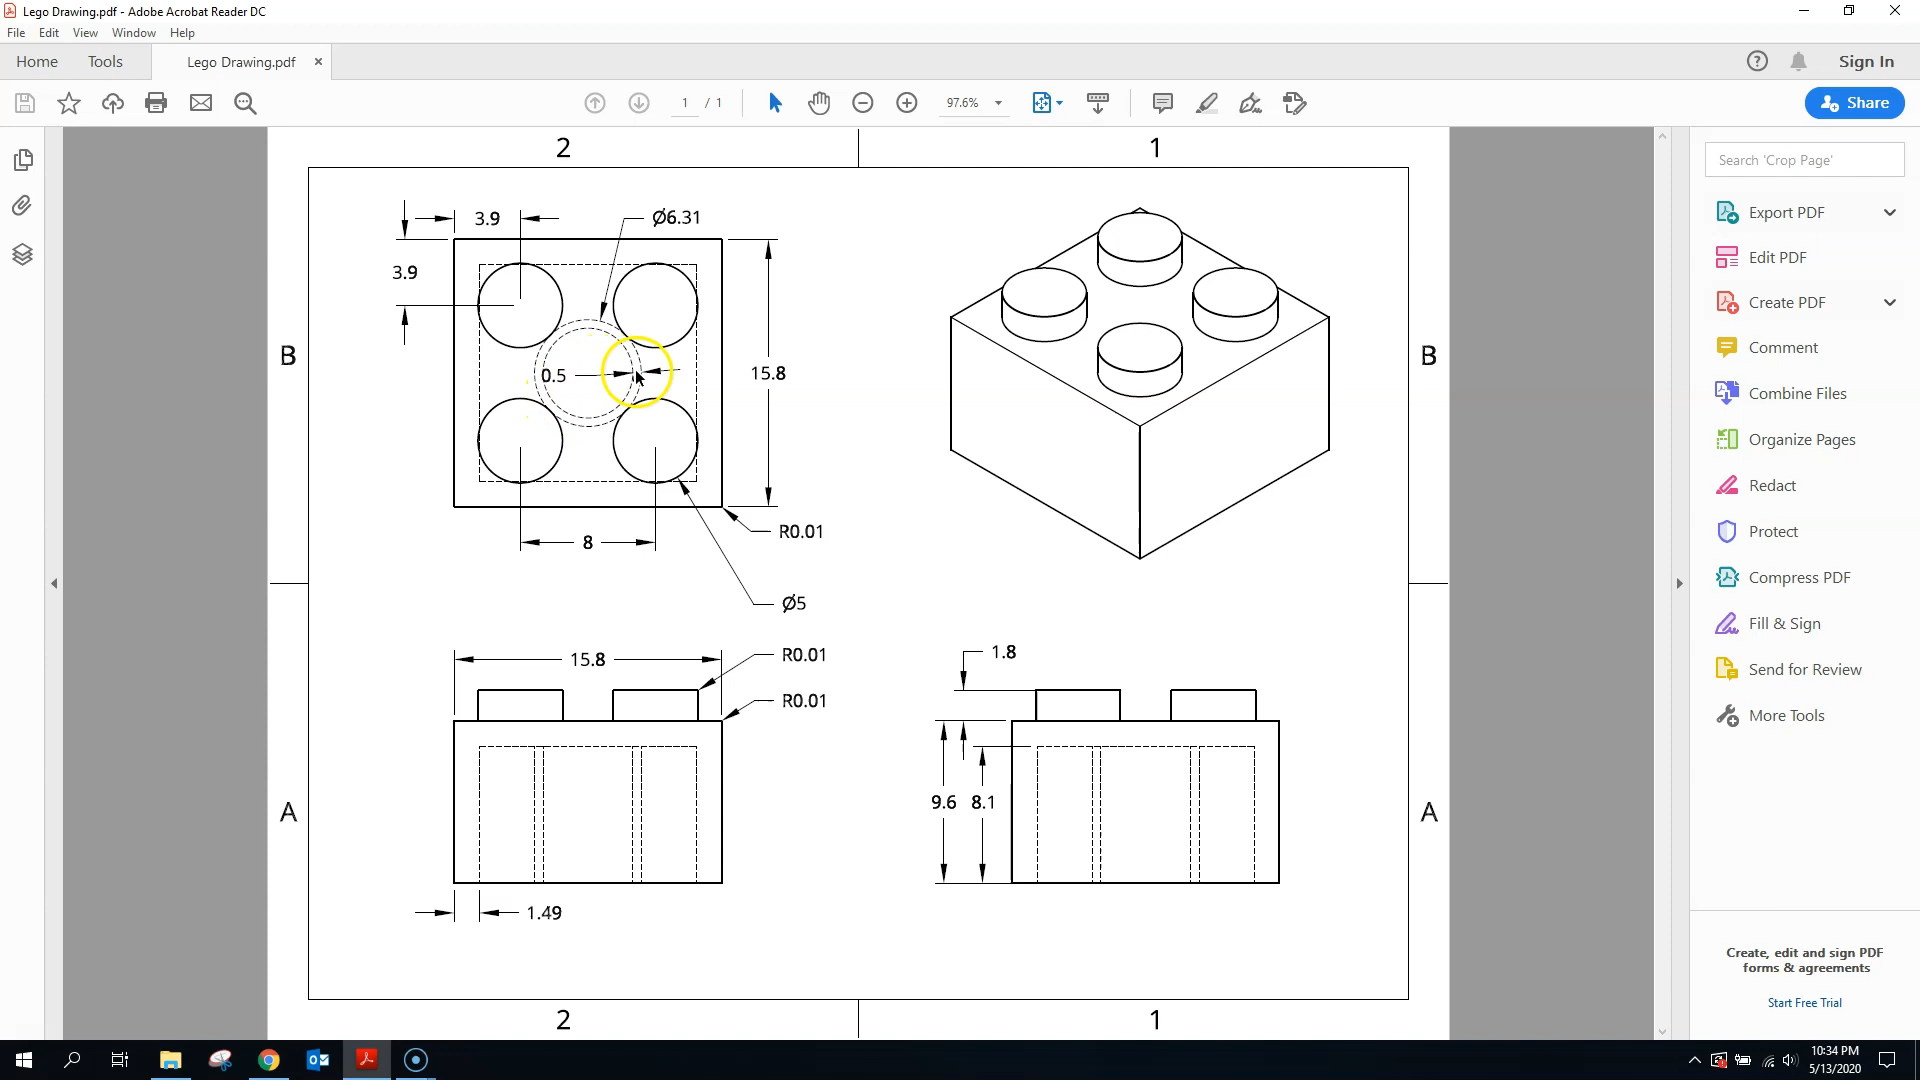 Lego Drawing.pdf - Adobe Acrobat Reader DC
File Edit View Window Help
Home Tools Lego Drawing.pdf × Sign In
1 / 1 97.6% Share
2 1
Search 'Crop Page'
Export PDF
Edit PDF
Create PDF
Comment
Combine Files
Organize Pages
Redact
Protect
Compress PDF
Fill & Sign
Send for Review
More Tools
Create, edit and sign PDF
forms & agreements
Start Free Trial
3.9 Ø6.31
3.9
B B
0.5 15.8
R0.01
8
Ø5
15.8 R0.01 1.8
R0.01
A 9.6 8.1 A
1.49
2 1
10:34 PM
5/13/2020